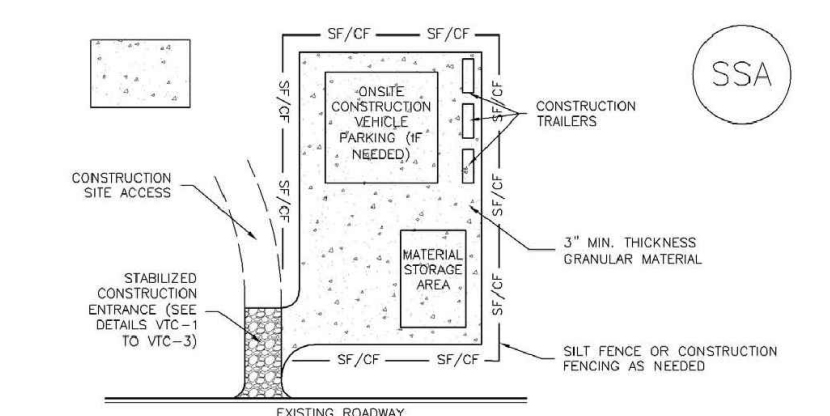 SF/CF SF/CF
SSA
SF/CF
SF/CF
ONSITE
CONSTRUCTION
VEHICLE
PARKING (IF
NEEDED)
CONSTRUCTION
TRAILERS
CONSTRUCTION
SITE ACCESS
SF/CF
SF/CF
3" MIN. THICKNESS
GRANULAR MATERIAL
MATERIAL
STORAGE
AREA
STABILIZED
CONSTRUCTION
ENTRANCE (SEE
DETAILS VTC-1
TO VTC-3)
SF/CF
SF/CF SF/CF
SILT FENCE OR CONSTRUCTION
FENCING AS NEEDED
EXISTING ROADWAY